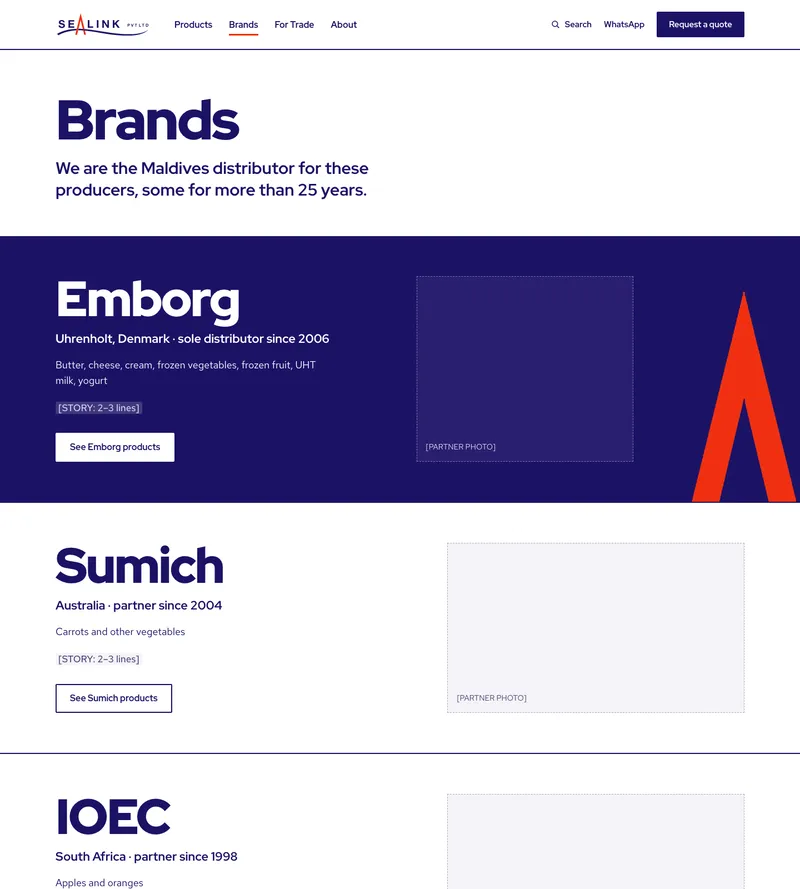 SEALINK PVT.LTD
Products
Brands
For Trade
About
Search
WhatsApp
Request a quote
Brands
We are the Maldives distributor for these
producers, some for more than 25 years.
Emborg
Uhrenholt, Denmark · sole distributor since 2006
Butter, cheese, cream, frozen vegetables, frozen fruit, UHT
milk, yogurt
[STORY: 2–3 lines]
See Emborg products
[PARTNER PHOTO]
Sumich
Australia · partner since 2004
Carrots and other vegetables
[STORY: 2–3 lines]
See Sumich products
[PARTNER PHOTO]
IOEC
South Africa · partner since 1998
Apples and oranges